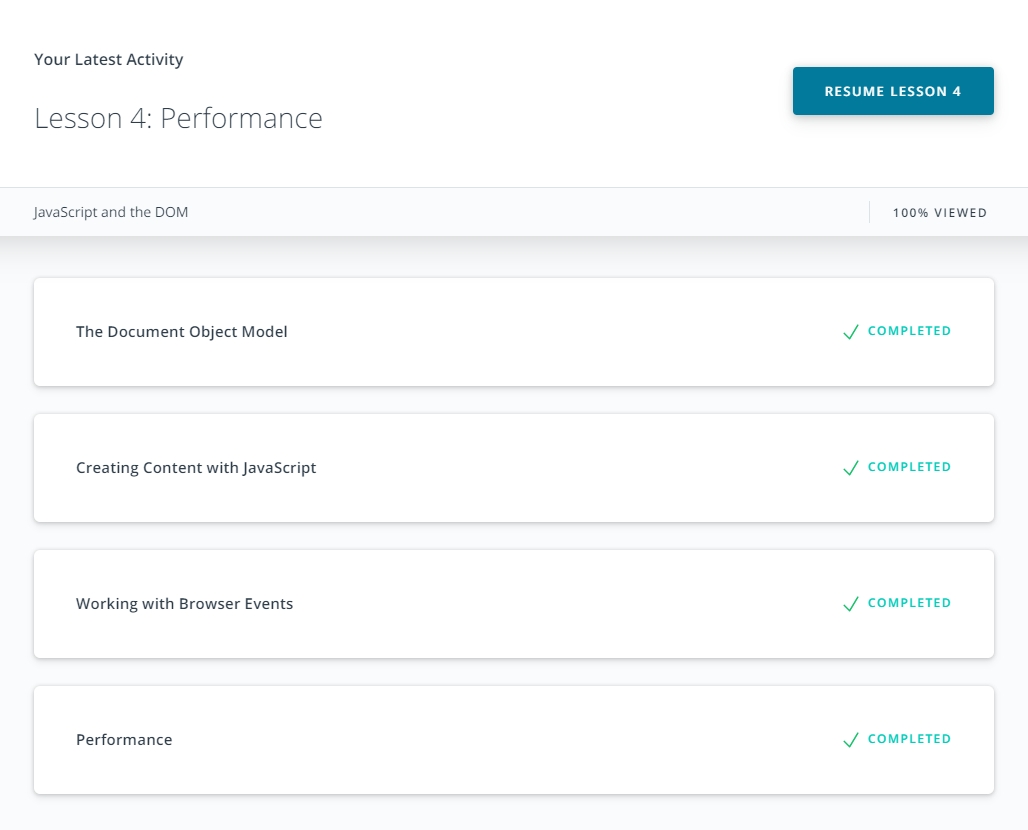 Your Latest Activity
RESUME LESSON 4
Lesson 4: Performance
JavaScript and the DOM
100% VIEWED
The Document Object Model
COMPLETED
Creating Content with JavaScript
COMPLETED
Working with Browser Events
COMPLETED
Performance
COMPLETED